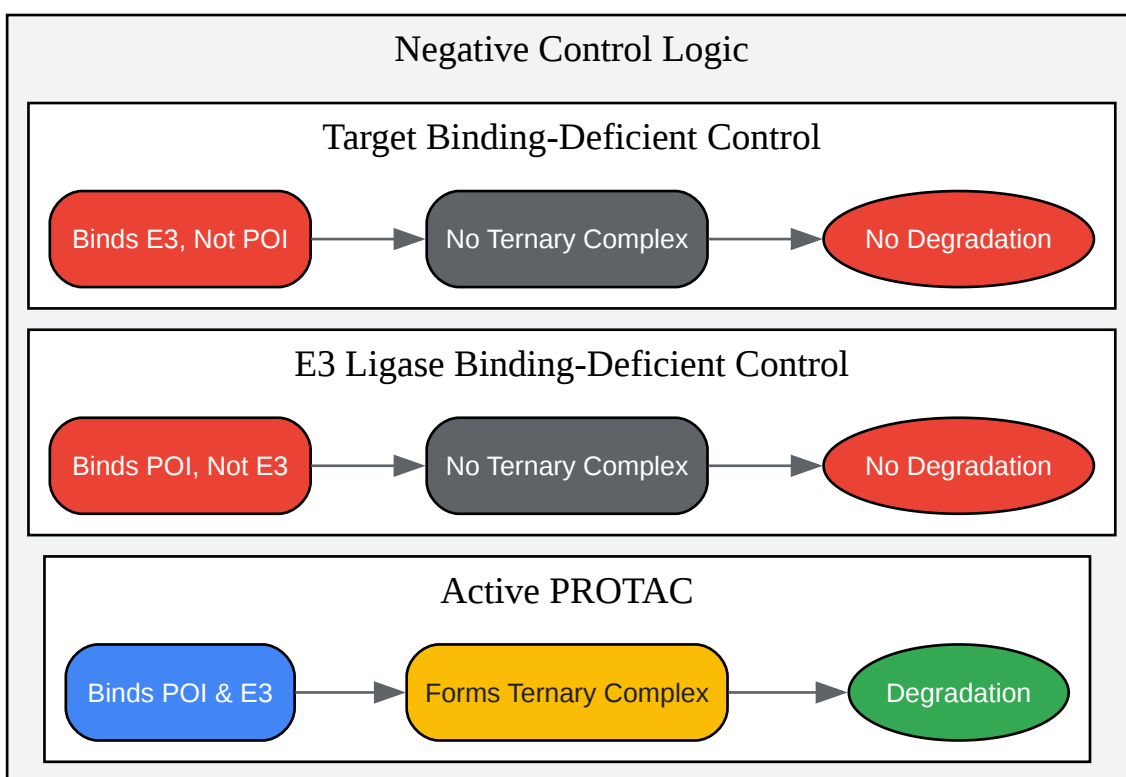 Negative Control Logic
Target Binding-Deficient Control
Binds E3, Not POI
No Ternary Complex
No Degradation
E3 Ligase Binding-Deficient Control
Binds POI, Not E3
No Ternary Complex
No Degradation
Active PROTAC
Binds POI & E3
Forms Ternary Complex
Degradation